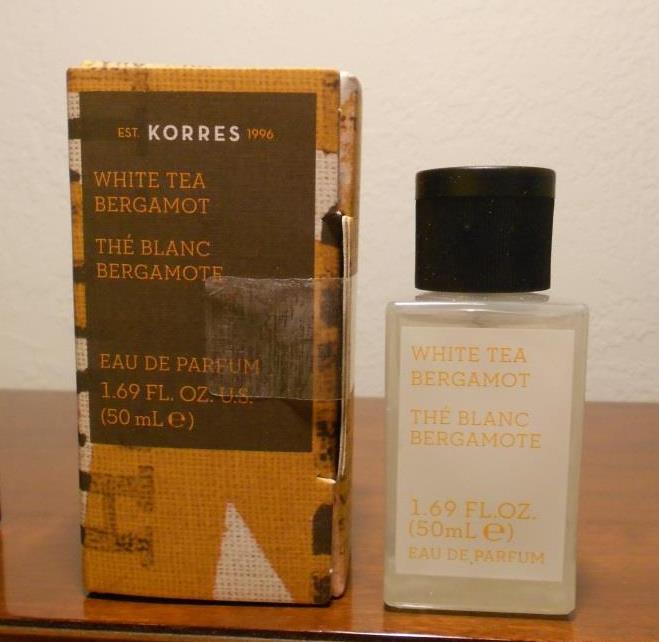 EST. KORRES 1996
WHITE TEA
BERGAMOT
THÉ BLANC
BERGAMOTE
EAU DE PARFUM
1.69 FL. OZ. U.S.
(50 mL ℮)
WHITE TEA
BERGAMOT
THÉ BLANC
BERGAMOTE
1.69 FL.OZ.
(50mL ℮)
EAU DE PARFUM